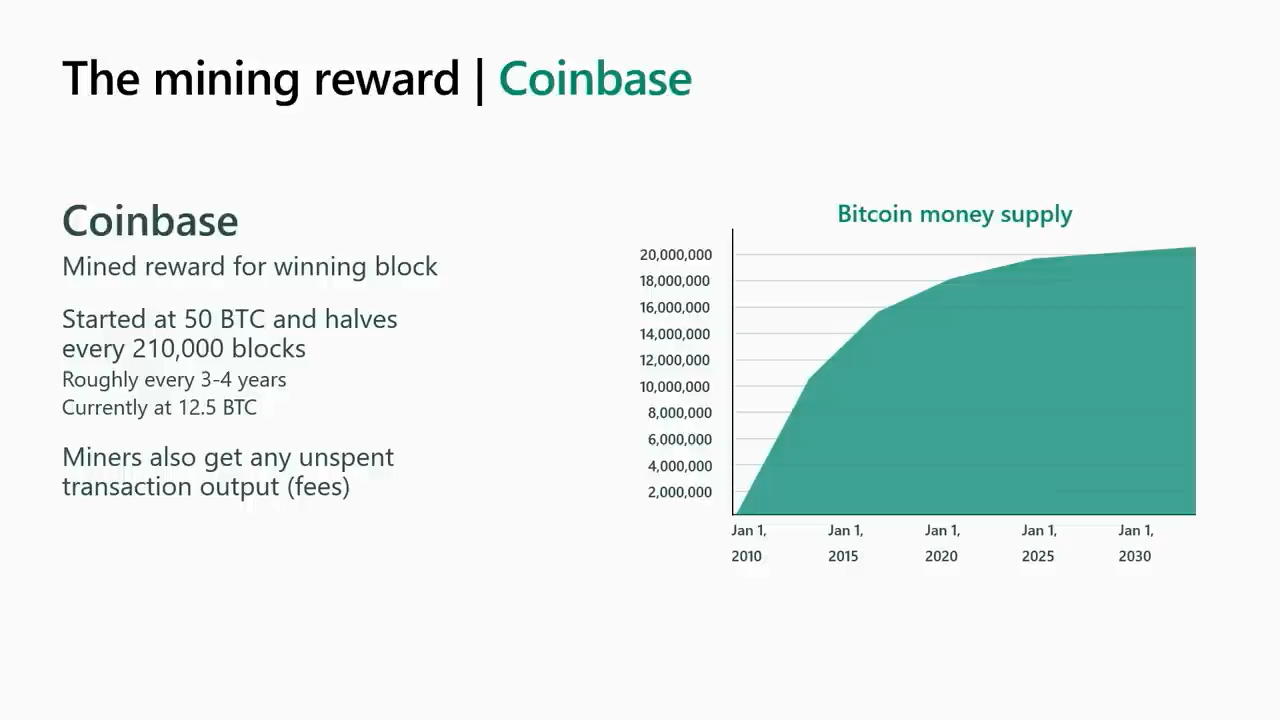 The mining reward | Coinbase
Coinbase
Mined reward for winning block
Started at 50 BTC and halves
every 210,000 blocks
Roughly every 3-4 years
Currently at 12.5 BTC
Miners also get any unspent
transaction output (fees)
Bitcoin money supply
20,000,000
18,000,000
16,000,000
14,000,000
12,000,000
10,000,000
8,000,000
6,000,000
4,000,000
2,000,000
Jan 1, Jan 1, Jan 1, Jan 1, Jan 1,
2010 2015 2020 2025 2030